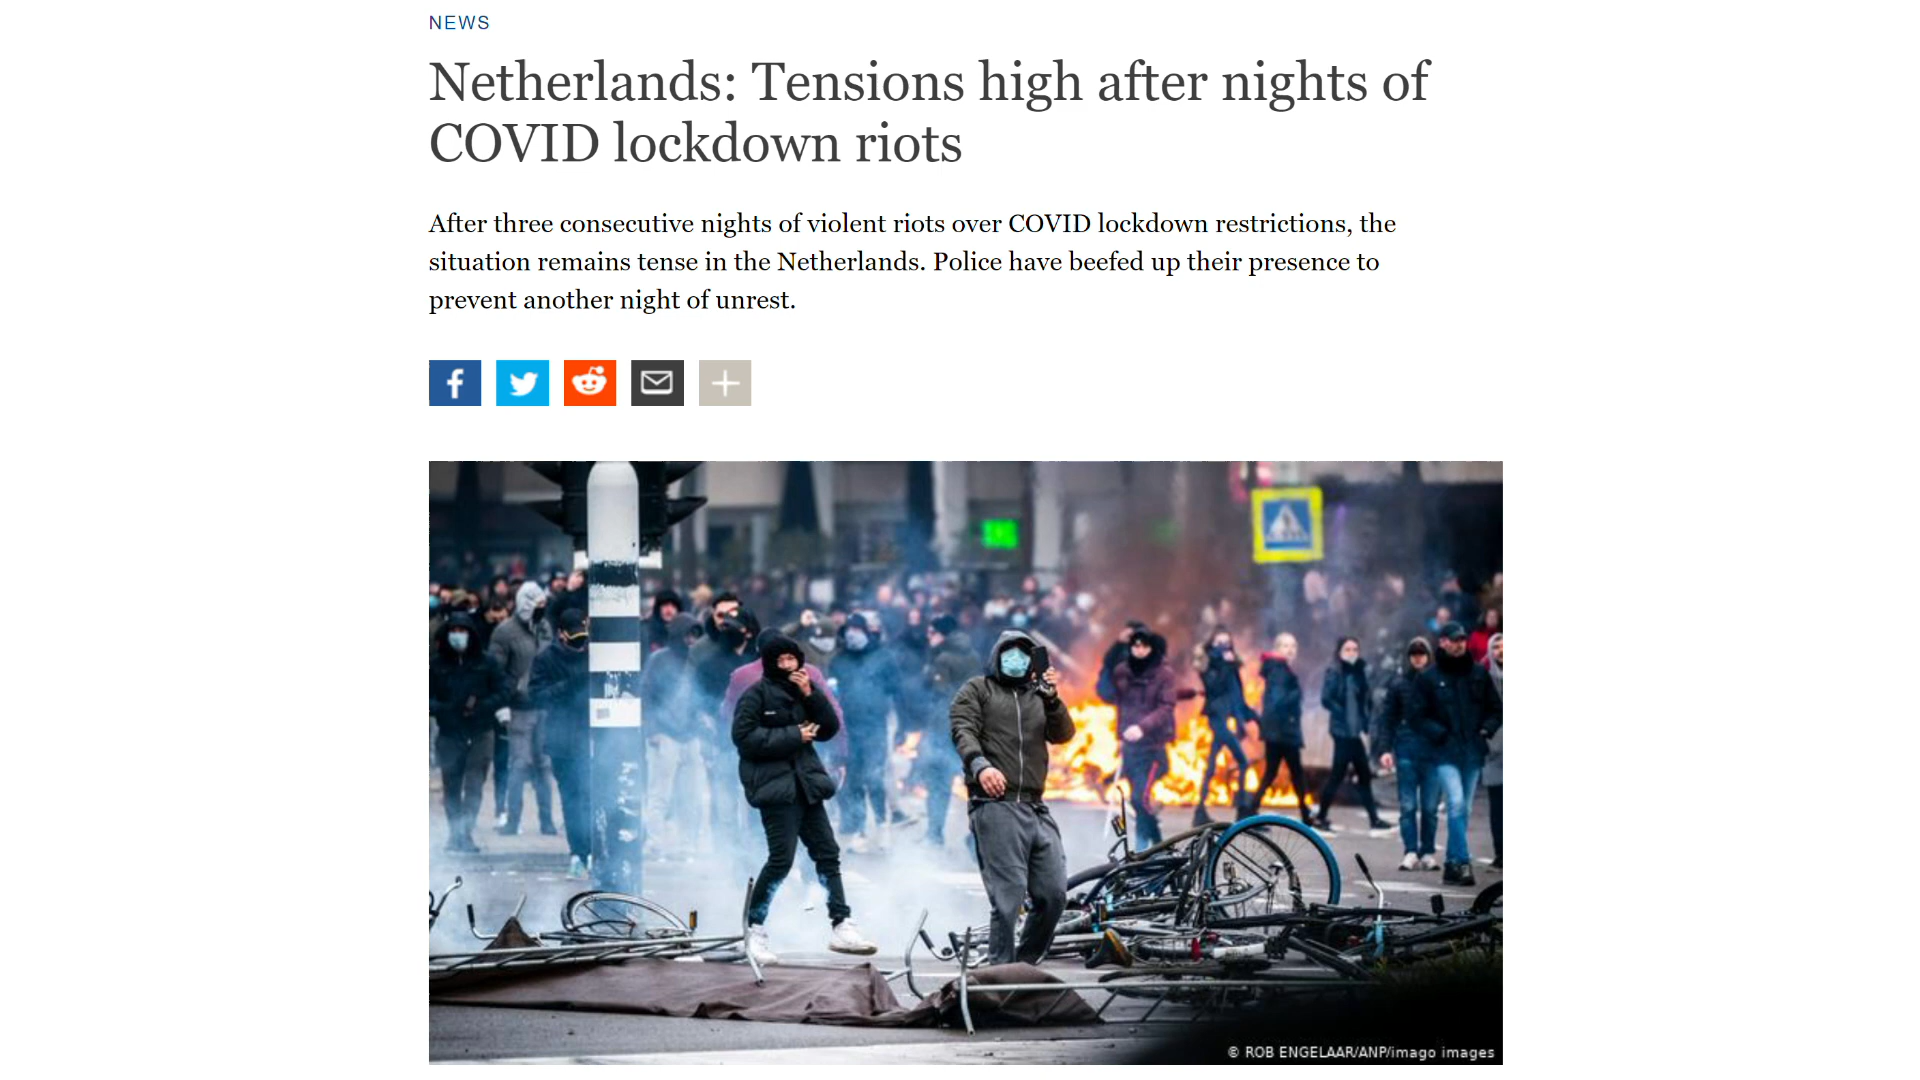 NEWS
Netherlands: Tensions high after nights of
COVID lockdown riots
After three consecutive nights of violent riots over COVID lockdown restrictions, the
situation remains tense in the Netherlands. Police have beefed up their presence to
prevent another night of unrest.
© ROB ENGELAAR/ANP/imago images